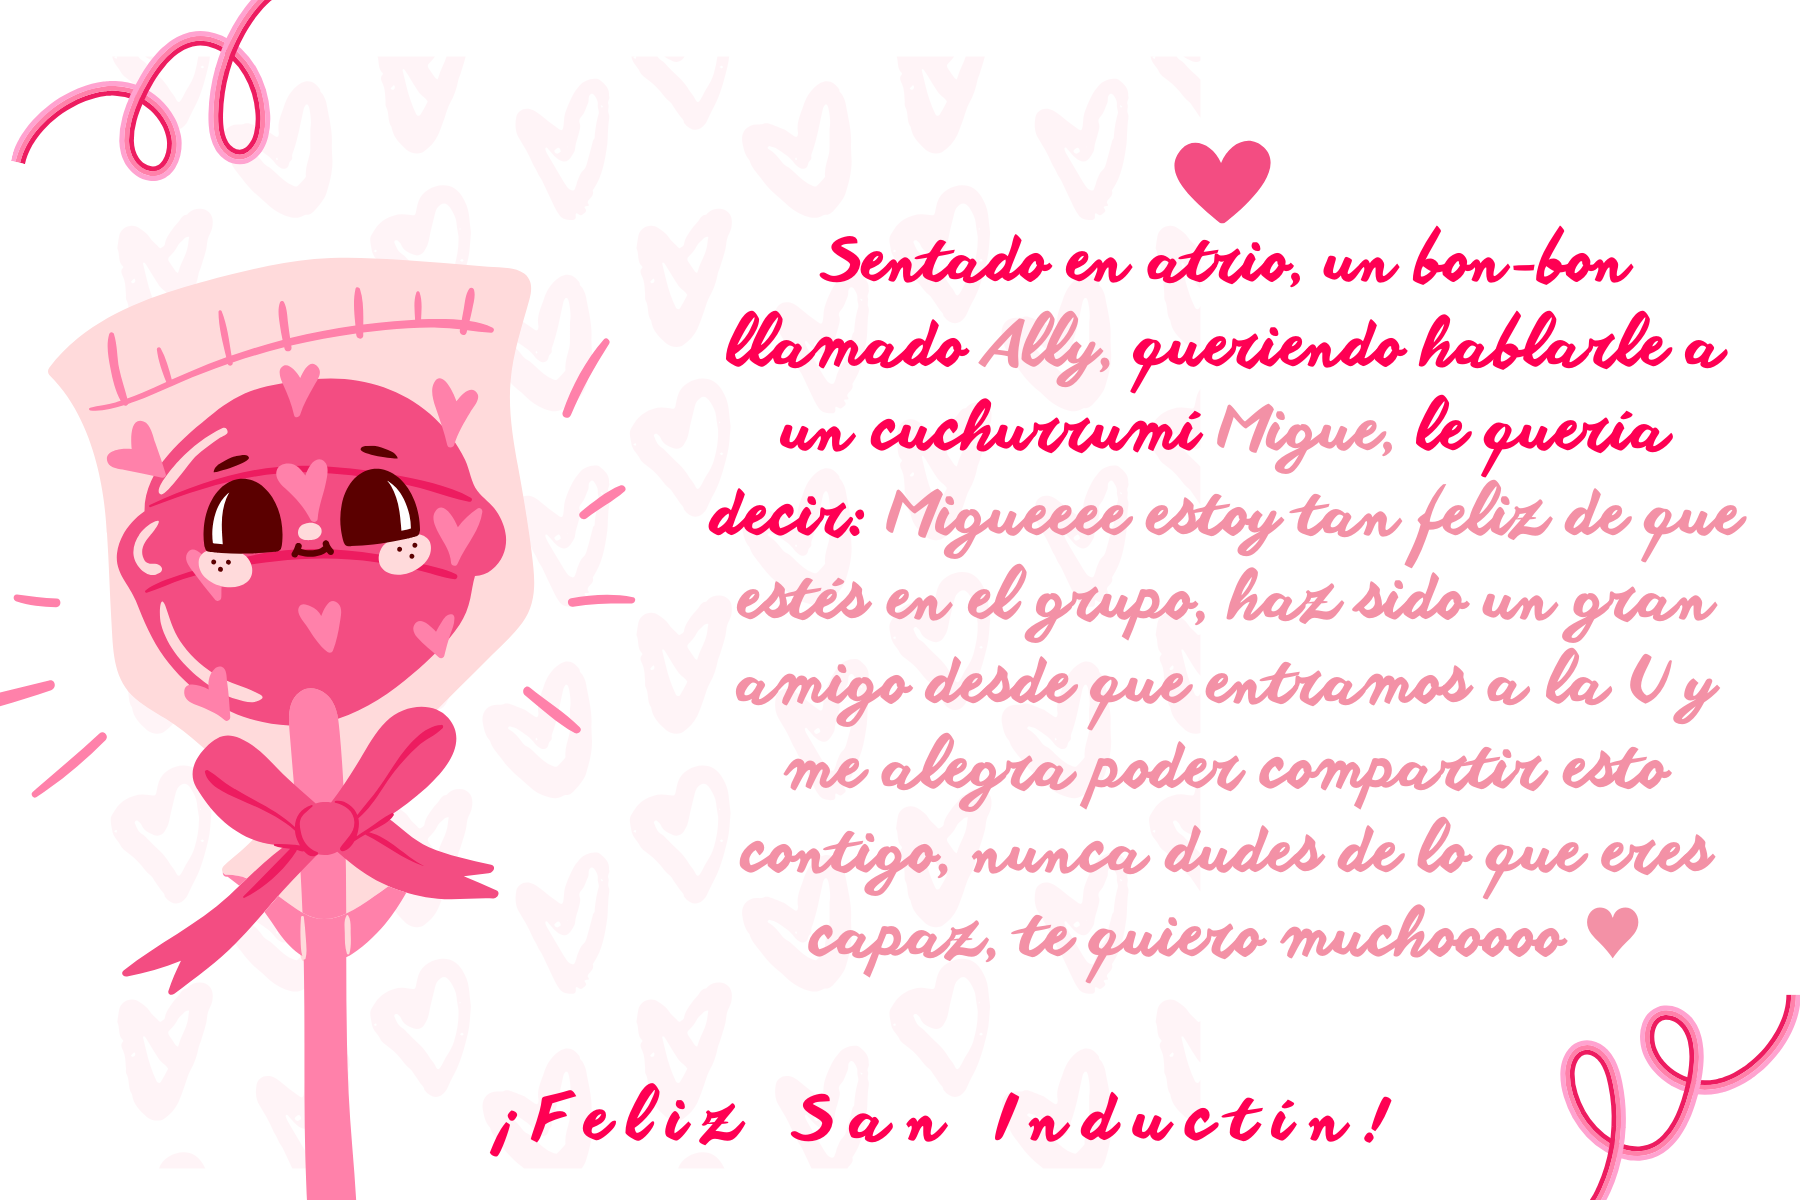 Sentado en atrio, un bon-bon
llamado Ally, queriendo hablarle a
un cuchurrumí Migue, le quería
decir: Migueeee estoy tan feliz de que
estés en el grupo, haz sido un gran
amigo desde que entramos a la U y
me alegra poder compartir esto
contigo, nunca dudes de lo que eres
capaz, te quiero muchooooo ♥
¡Feliz San Inductín!